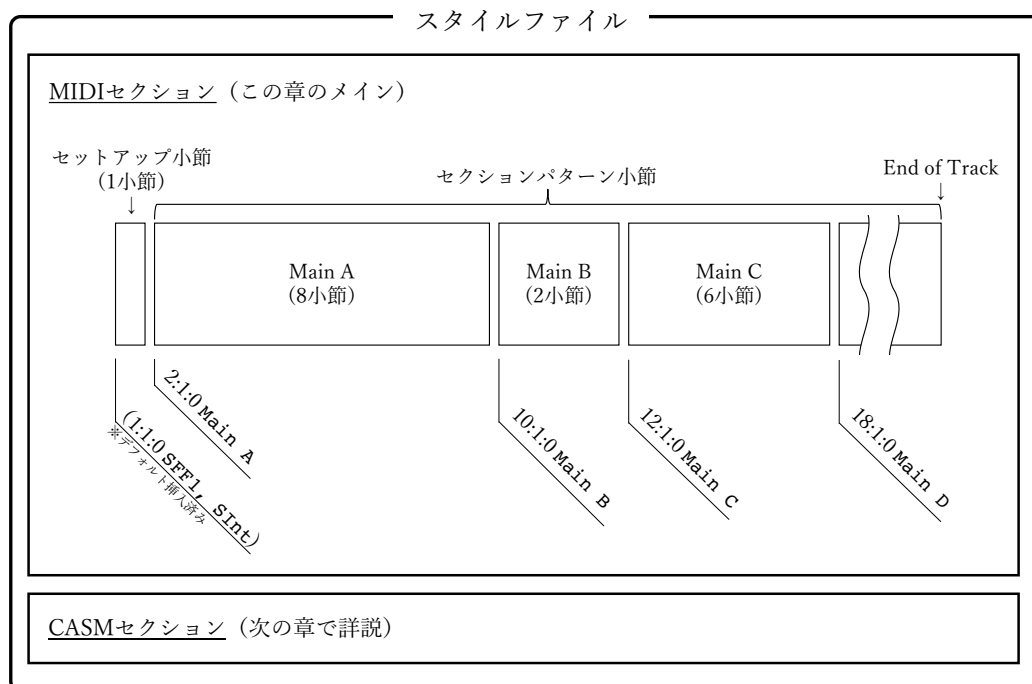 スタイルファイル
MIDIセクション（この章のメイン）
セットアップ小節
(1小節)
↓
セクションパターン小節
End of Track
↓
Main A
(8小節)
Main B
(2小節)
Main C
(6小節)
(1:1:0 SFF1, SInt)
※デフォルト挿入済み
2:1:0 Main A
10:1:0 Main B
12:1:0 Main C
18:1:0 Main D
CASMセクション（次の章で詳説）